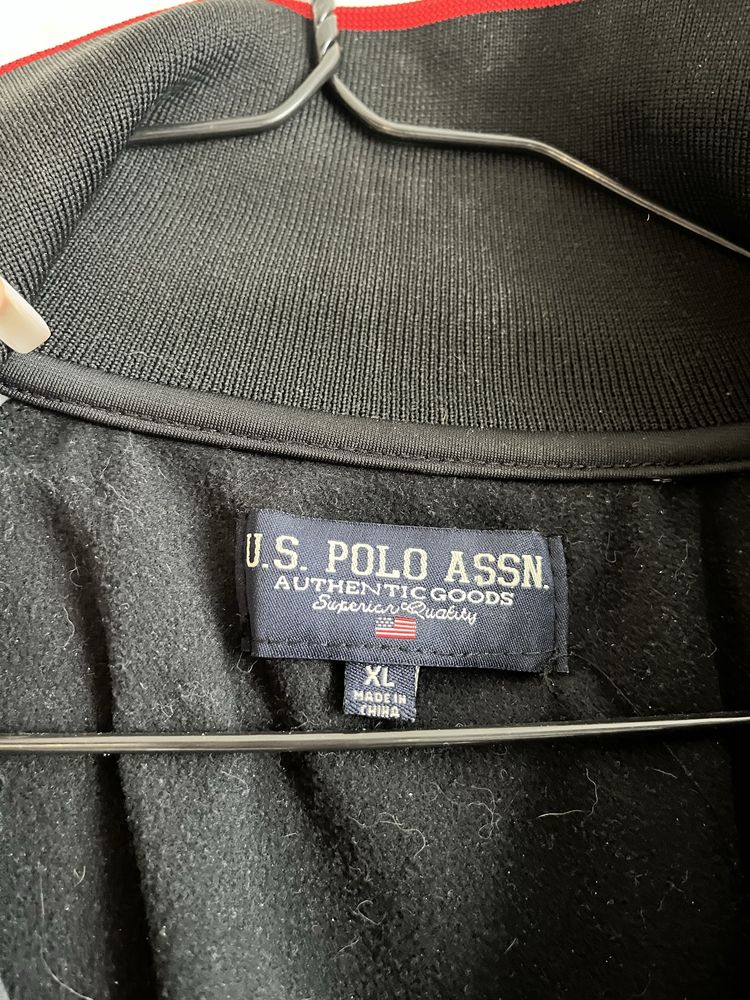 U.S. POLO ASSN.
AUTHENTIC GOODS
Superior Quality
XL
MADE IN
CHINA